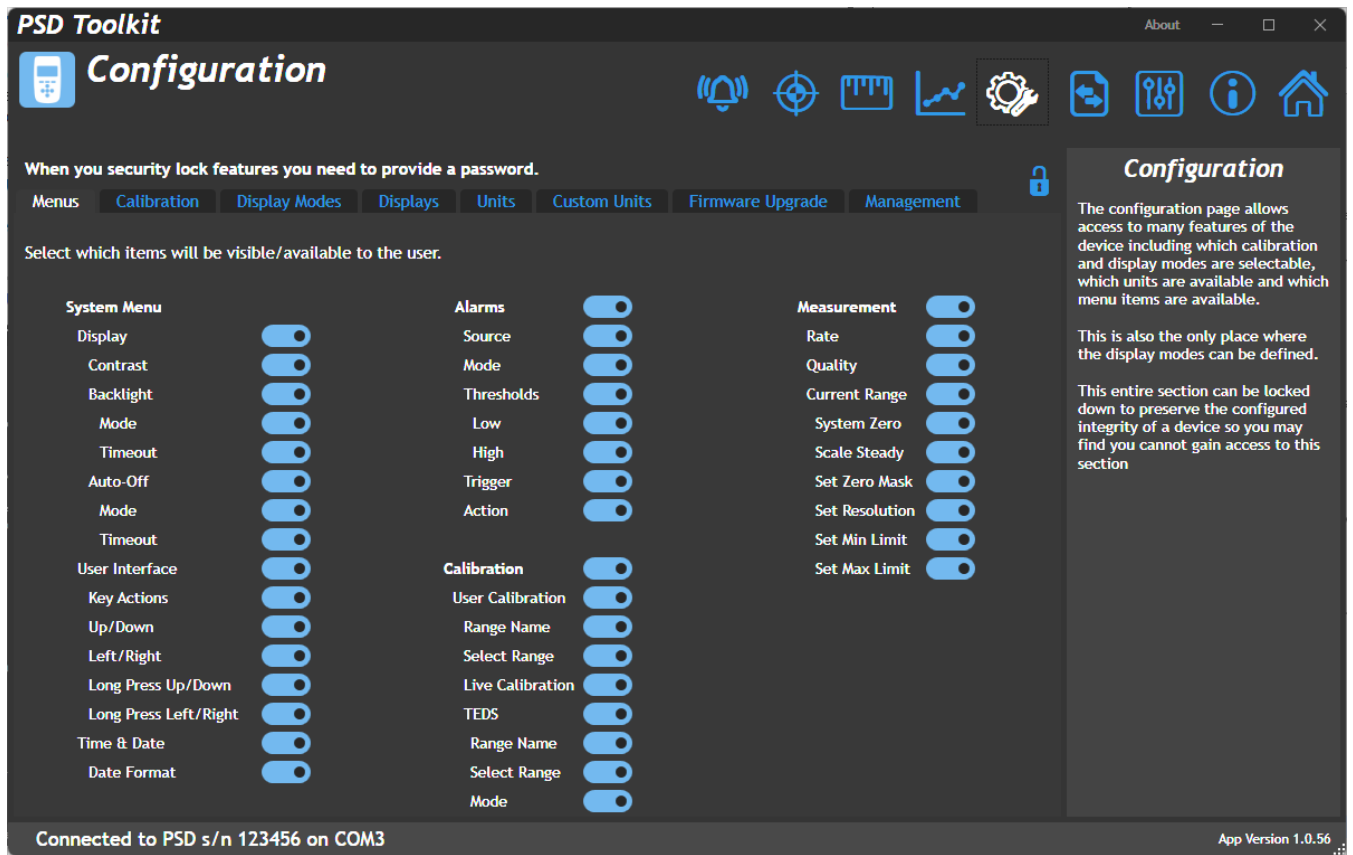 PSD Toolkit
About
Configuration
When you security lock features you need to provide a password.
Menus Calibration Display Modes Displays Units Custom Units Firmware Upgrade Management
Select which items will be visible/available to the user.
System Menu
Display
Contrast
Backlight
Mode
Timeout
Auto-Off
Mode
Timeout
User Interface
Key Actions
Up/Down
Left/Right
Long Press Up/Down
Long Press Left/Right
Time & Date
Date Format
Alarms
Source
Mode
Thresholds
Low
High
Trigger
Action
Calibration
User Calibration
Range Name
Select Range
Live Calibration
TEDS
Range Name
Select Range
Mode
Measurement
Rate
Quality
Current Range
System Zero
Scale Steady
Set Zero Mask
Set Resolution
Set Min Limit
Set Max Limit
Configuration
The configuration page allows
access to many features of the
device including which calibration
and display modes are selectable,
which units are available and which
menu items are available.
This is also the only place where
the display modes can be defined.
This entire section can be locked
down to preserve the configured
integrity of a device so you may
find you cannot gain access to this
section
Connected to PSD s/n 123456 on COM3
App Version 1.0.56